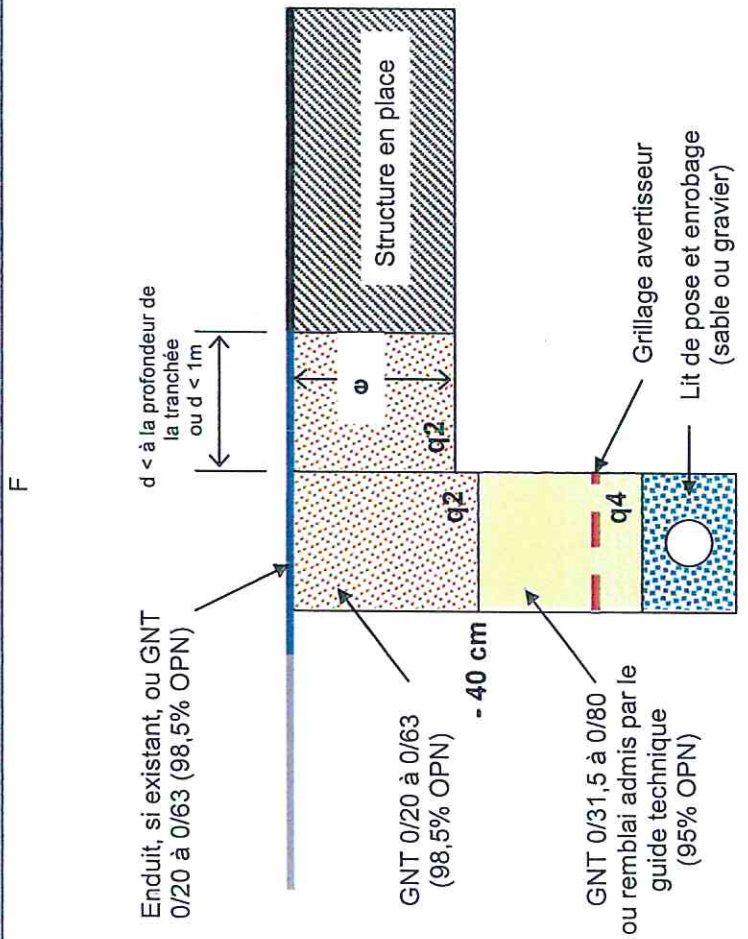 F
Enduit, si existant, ou GNT
0/20 à 0/63 (98,5% OPN)
d < à la profondeur de
la tranchée
ou d < 1m
Structure en place
e
q2
q2
GNT 0/20 à 0/63
(98,5% OPN)
- 40 cm
GNT 0/31,5 à 0/80
ou remblai admis par le
guide technique
(95% OPN)
q4
Grillage avertisseur
Lit de pose et enrobage
(sable ou gravier)